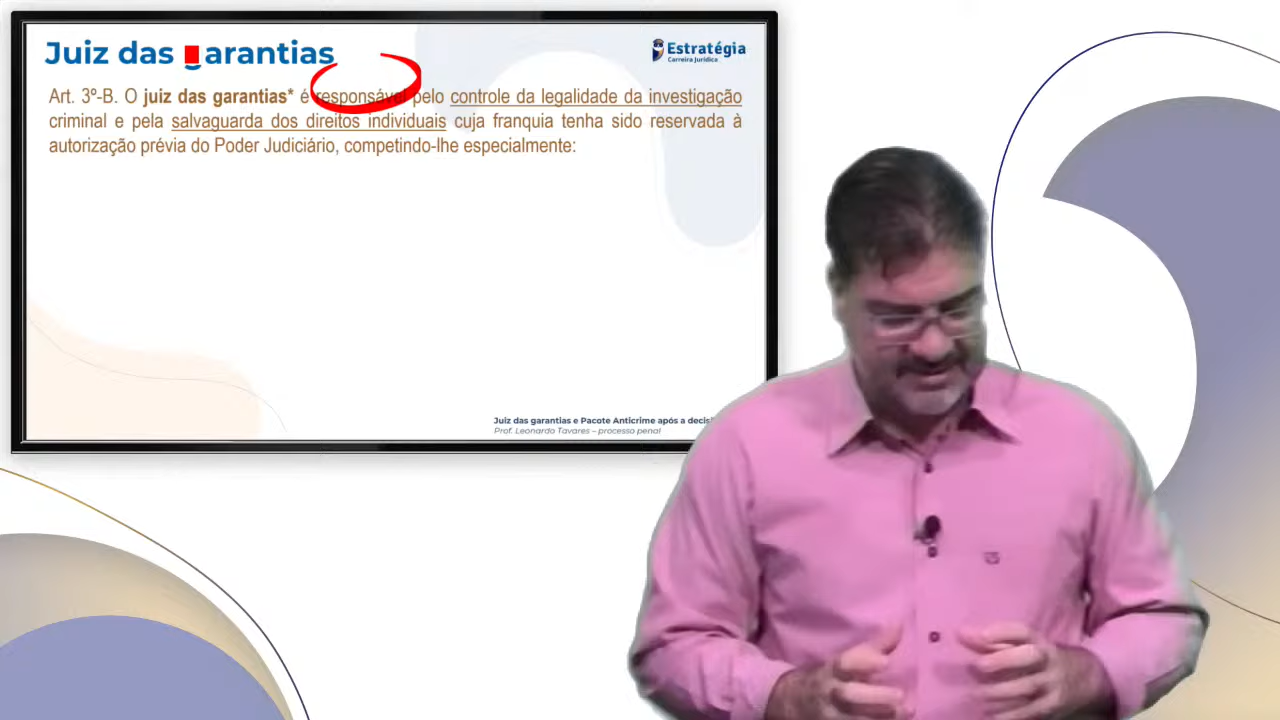 Juiz das garantias
Estratégia
Carreira Jurídica
Art. 3º-B. O juiz das garantias* é responsável pelo controle da legalidade da investigação
criminal e pela salvaguarda dos direitos individuais cuja franquia tenha sido reservada à
autorização prévia do Poder Judiciário, competindo-lhe especialmente:
Juiz das garantias e Pacote Anticrime após a
Prof. Leonardo Tavares – processo penal